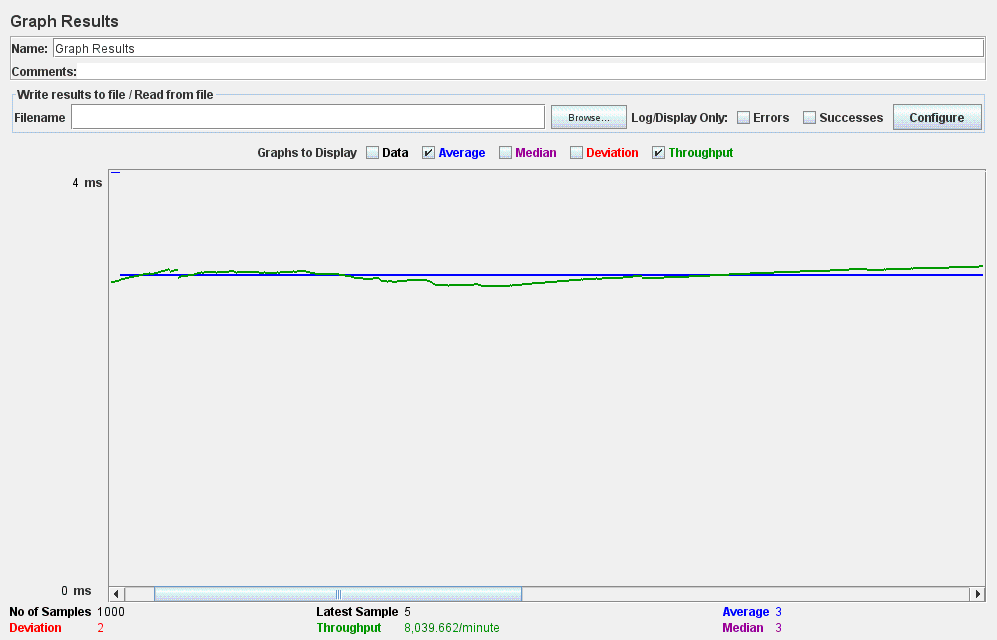 Graph Results
Name: Graph Results
Comments:
Write results to file / Read from file
Filename Browse... Log/Display Only: Errors Successes Configure
Graphs to Display Data Average Median Deviation Throughput
4 ms
0 ms
No of Samples 1000 Latest Sample 5 Average 3
Deviation 2 Throughput 8,039.662/minute Median 3